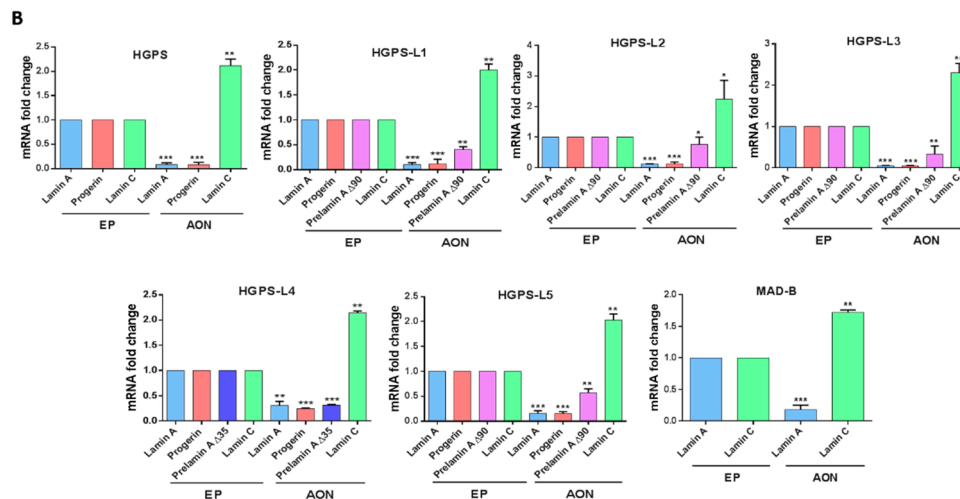 B
HGPS
mRNA fold change
2.5
2.0
1.5
1.0
0.5
0.0
***
***
**
Lamin A
Progerin
Lamin C
Lamin A
Progerin
Lamin C
EP
AON
HGPS-L1
mRNA fold change
2.5
2.0
1.5
1.0
0.5
0.0
***
***
**
**
Lamin A
Progerin
Prelamin A Δ90
Lamin C
Lamin A
Progerin
Prelamin A Δ90
Lamin C
EP
AON
HGPS-L2
mRNA fold change
4
2
1
0
***
***
*
*
Lamin A
Progerin
Prelamin A Δ90
Lamin C
Lamin A
Progerin
Prelamin A Δ90
Lamin C
EP
AON
HGPS-L3
mRNA fold change
3
2
1
0
***
***
**
Lamin A
Progerin
Prelamin A Δ90
Lamin C
Lamin A
Progerin
Prelamin A Δ90
Lamin C
EP
AON
HGPS-L4
mRNA fold change
2.5
2.0
1.5
1.0
0.5
0.0
**
***
***
**
Lamin A
Progerin
Prelamin A Δ35
Lamin C
Lamin A
Progerin
Prelamin A Δ35
Lamin C
EP
AON
HGPS-L5
mRNA fold change
2.5
2.0
1.5
1.0
0.5
0.0
***
***
**
**
Lamin A
Progerin
Prelamin A Δ90
Lamin C
Lamin A
Progerin
Prelamin A Δ90
Lamin C
EP
AON
MAD-B
mRNA fold change
2.0
1.5
1.0
0.5
0.0
***
**
Lamin A
Lamin C
Lamin A
Lamin C
EP
AON